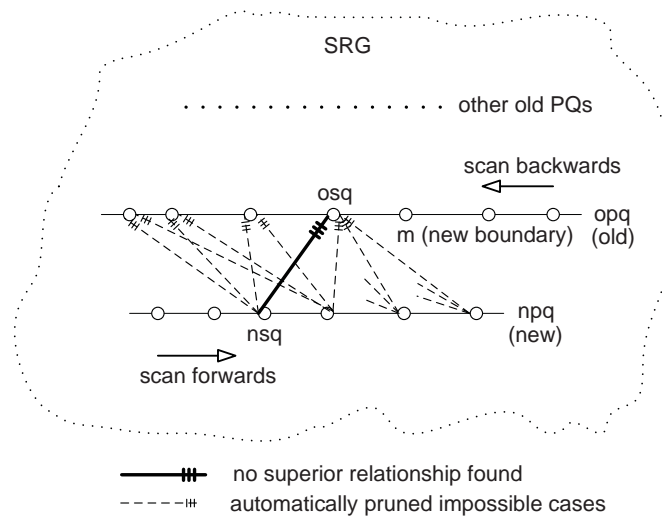 SRG
other old PQs
scan backwards
osq
opq
(old)
m (new boundary)
npq
(new)
nsq
scan forwards
no superior relationship found
automatically pruned impossible cases